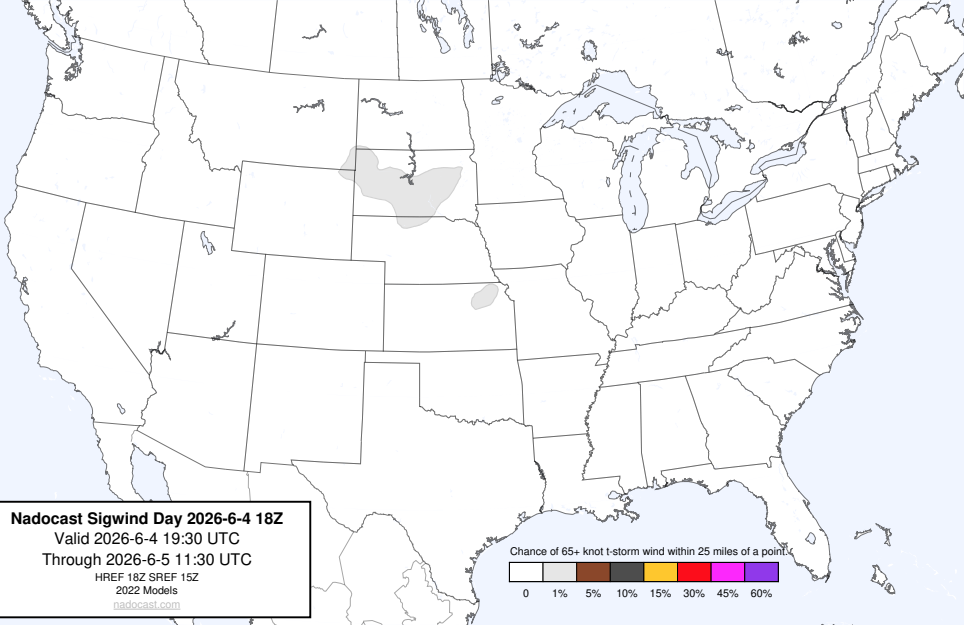 Nadocast Sigwind Day 2026-6-4 18Z
Valid 2026-6-4 19:30 UTC
Through 2026-6-5 11:30 UTC
HREF 18Z SREF 15Z
2022 Models
nadocast.com
Chance of 65+ knot t-storm wind within 25 miles of a point.
0 1% 5% 10% 15% 30% 45% 60%